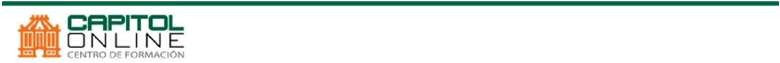 CAPITOL
ONLINE
CENTRO DE FORMACIÓN